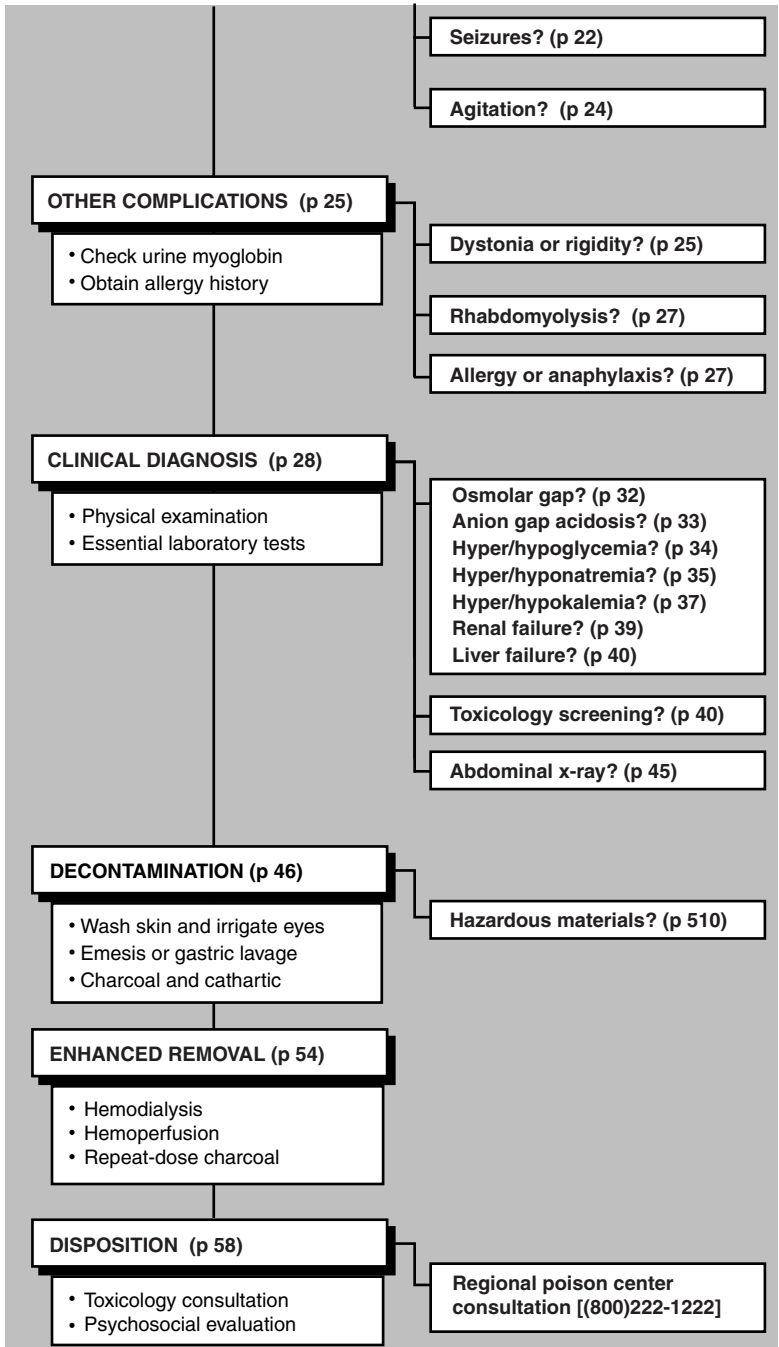 Seizures? (p 22)
Agitation? (p 24)
OTHER COMPLICATIONS (p 25)
• Check urine myoglobin
• Obtain allergy history
Dystonia or rigidity? (p 25)
Rhabdomyolysis? (p 27)
Allergy or anaphylaxis? (p 27)
CLINICAL DIAGNOSIS (p 28)
• Physical examination
• Essential laboratory tests
Osmolar gap? (p 32)
Anion gap acidosis? (p 33)
Hyper/hypoglycemia? (p 34)
Hyper/hyponatremia? (p 35)
Hyper/hypokalemia? (p 37)
Renal failure? (p 39)
Liver failure? (p 40)
Toxicology screening? (p 40)
Abdominal x-ray? (p 45)
DECONTAMINATION (p 46)
• Wash skin and irrigate eyes
• Emesis or gastric lavage
• Charcoal and cathartic
Hazardous materials? (p 510)
ENHANCED REMOVAL (p 54)
• Hemodialysis
• Hemoperfusion
• Repeat-dose charcoal
DISPOSITION (p 58)
• Toxicology consultation
• Psychosocial evaluation
Regional poison center
consultation [(800)222-1222]